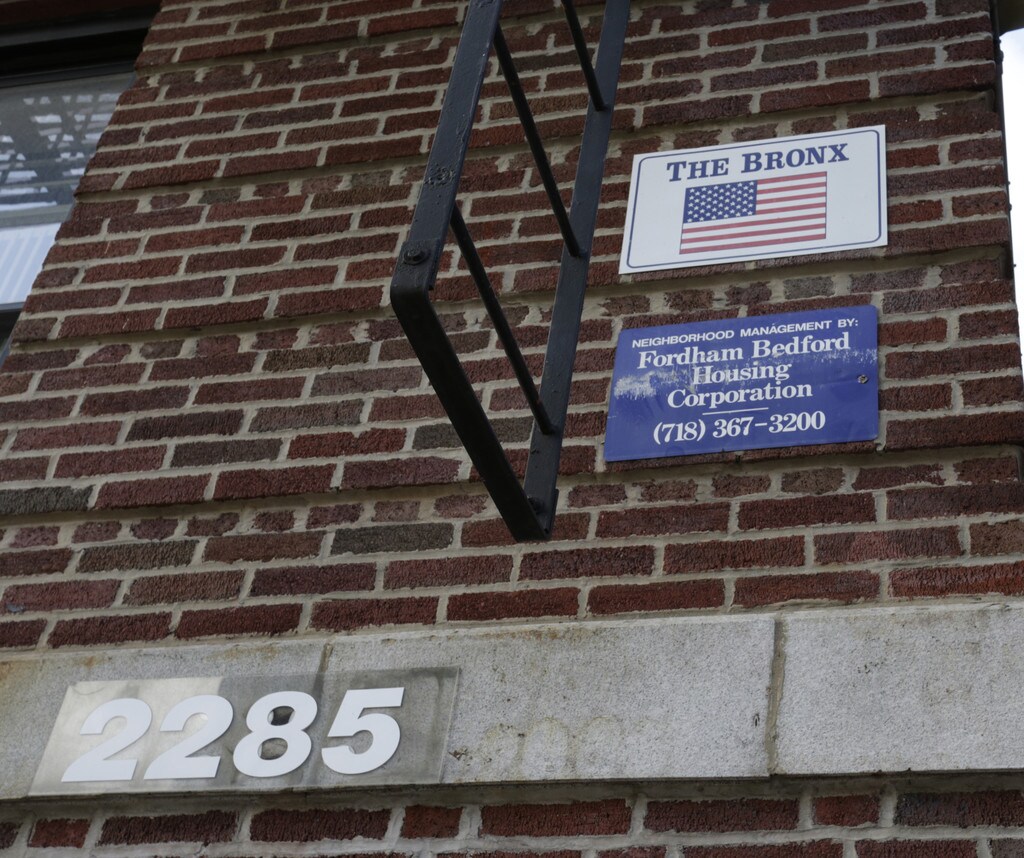 THE BRONX
NEIGHBORHOOD MANAGEMENT BY:
Fordham Bedford
Housing
Corporation
(718) 367-3200
2285